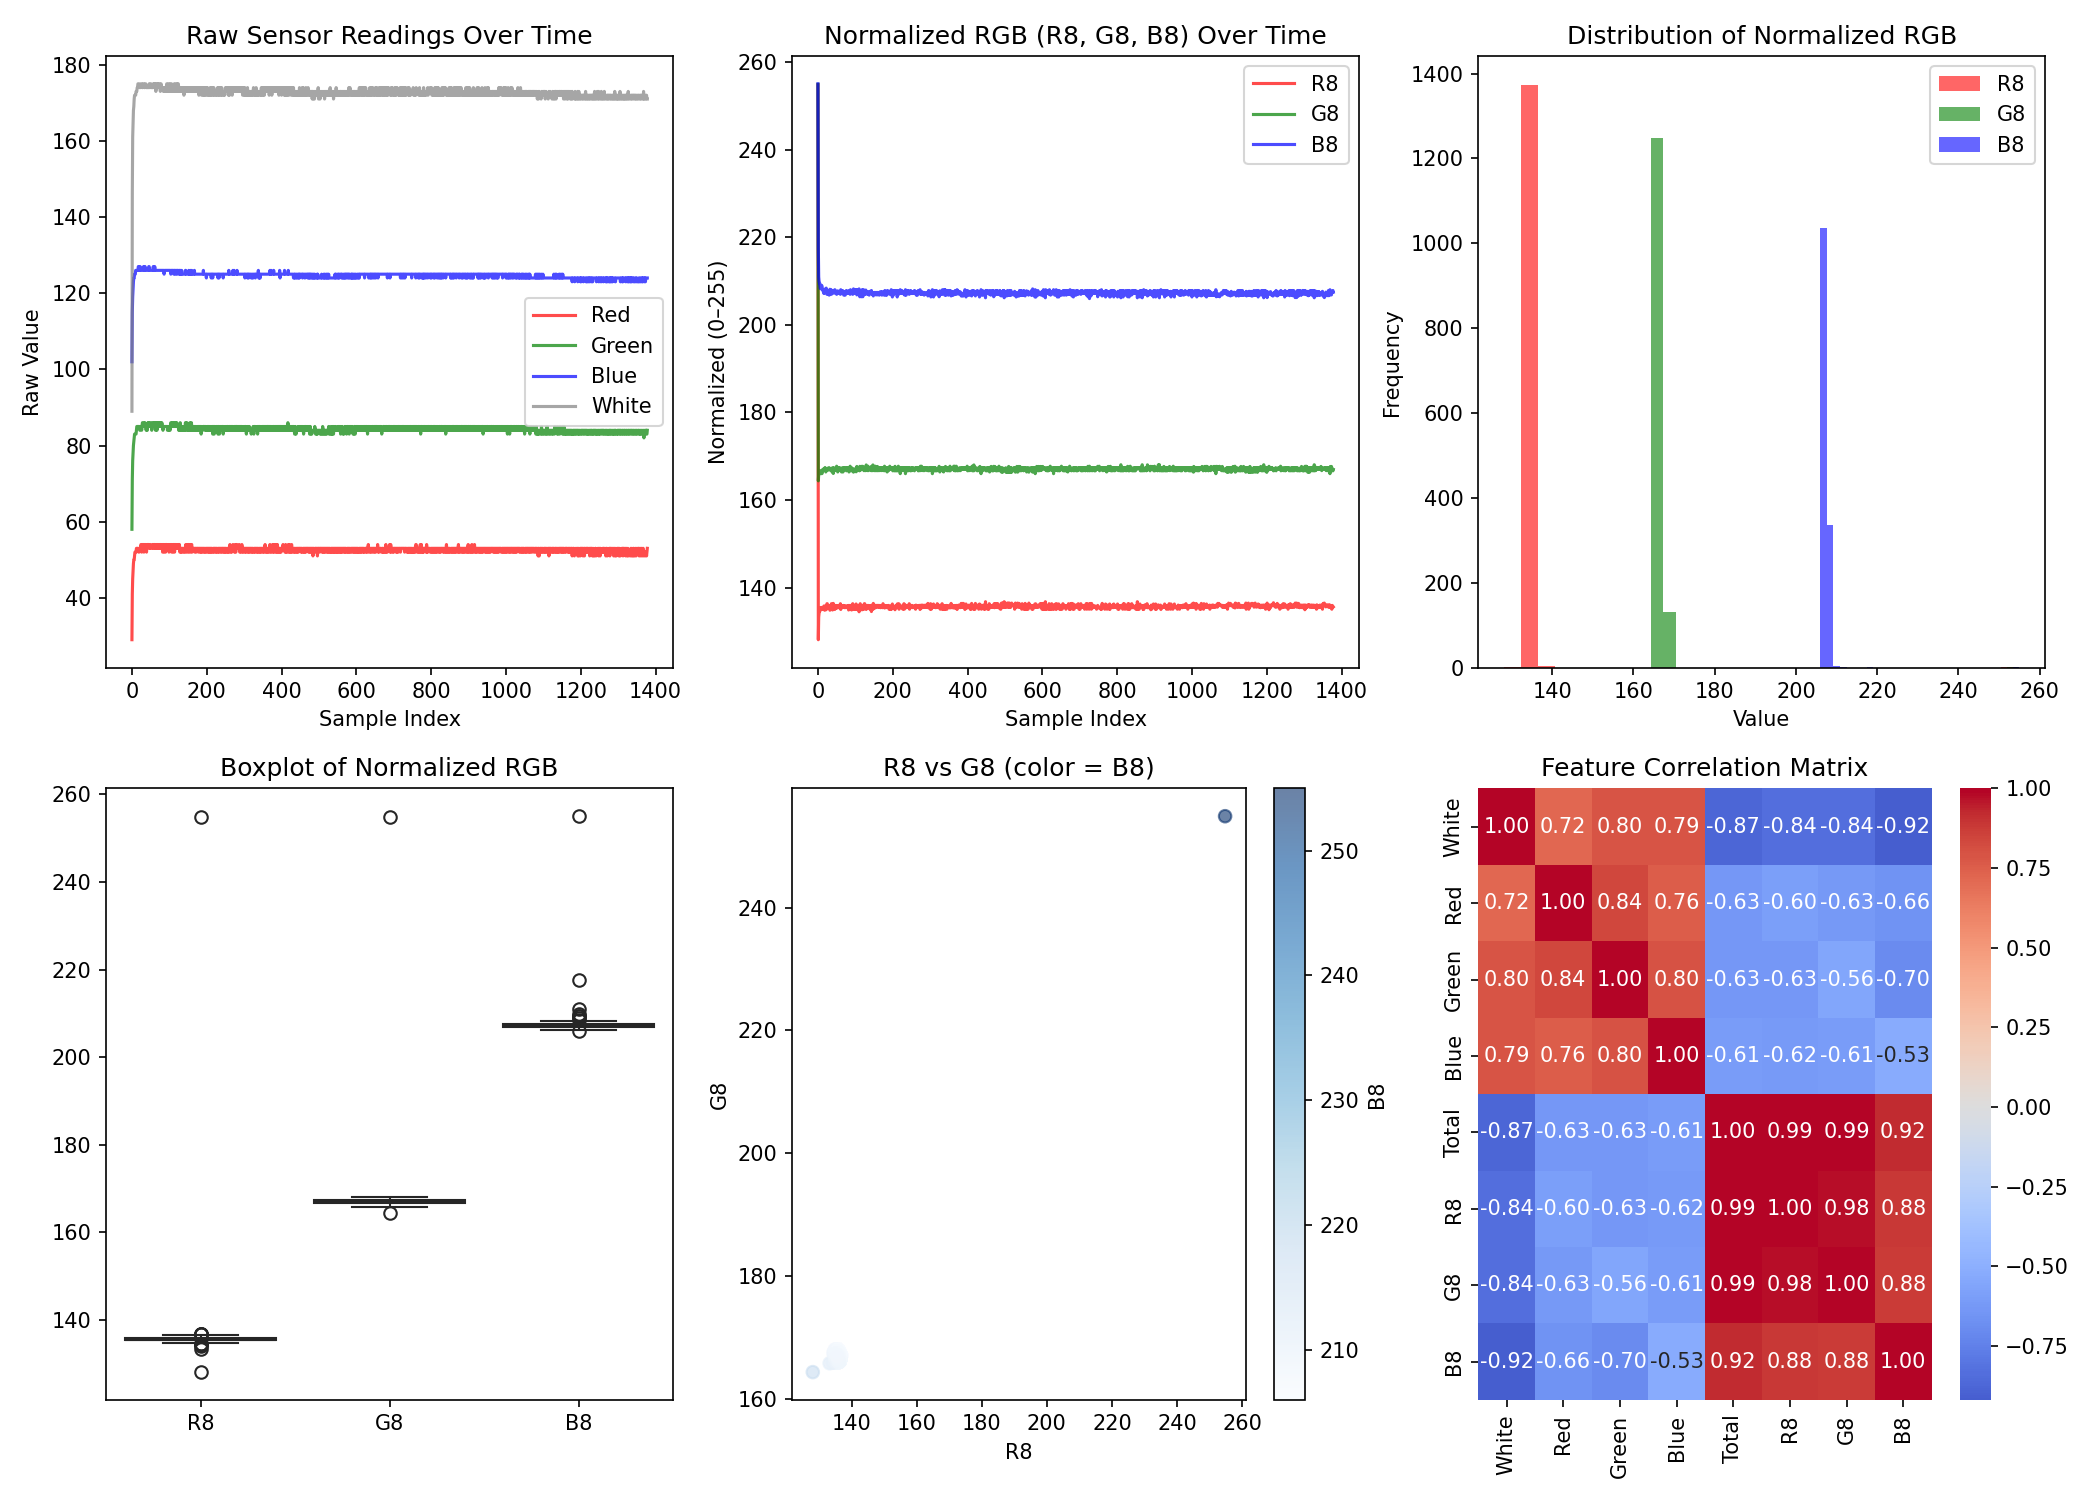 Raw Sensor Readings Over Time
180
160
140
120
100
80
60
40
Raw Value
Red
Green
Blue
White
0 200 400 600 800 1000 1200 1400
Sample Index
Normalized RGB (R8, G8, B8) Over Time
260
240
220
200
180
160
140
Normalized (0–255)
R8
G8
B8
0 200 400 600 800 1000 1200 1400
Sample Index
Distribution of Normalized RGB
1400
1200
1000
800
600
400
200
0
Frequency
R8
G8
B8
140 160 180 200 220 240 260
Value
Boxplot of Normalized RGB
260
240
220
200
180
160
140
R8 G8 B8
R8 vs G8 (color = B8)
240
220
200
180
160
G8
140 160 180 200 220 240 260
R8
250
240
230
220
210
B8
Feature Correlation Matrix
White 1.00 0.72 0.80 0.79 -0.87 -0.84 -0.84 -0.92
Red 0.72 1.00 0.84 0.76 -0.63 -0.60 -0.63 -0.66
Green 0.80 0.84 1.00 0.80 -0.63 -0.63 -0.56 -0.70
Blue 0.79 0.76 0.80 1.00 -0.61 -0.62 -0.61 -0.53
Total -0.87 -0.63 -0.63 -0.61 1.00 0.99 0.99 0.92
R8 -0.84 -0.60 -0.63 -0.62 0.99 1.00 0.98 0.88
G8 -0.84 -0.63 -0.56 -0.61 0.99 0.98 1.00 0.88
B8 -0.92 -0.66 -0.70 -0.53 0.92 0.88 0.88 1.00
White Red Green Blue Total R8 G8 B8
1.00
0.75
0.50
0.25
0.00
−0.25
−0.50
−0.75